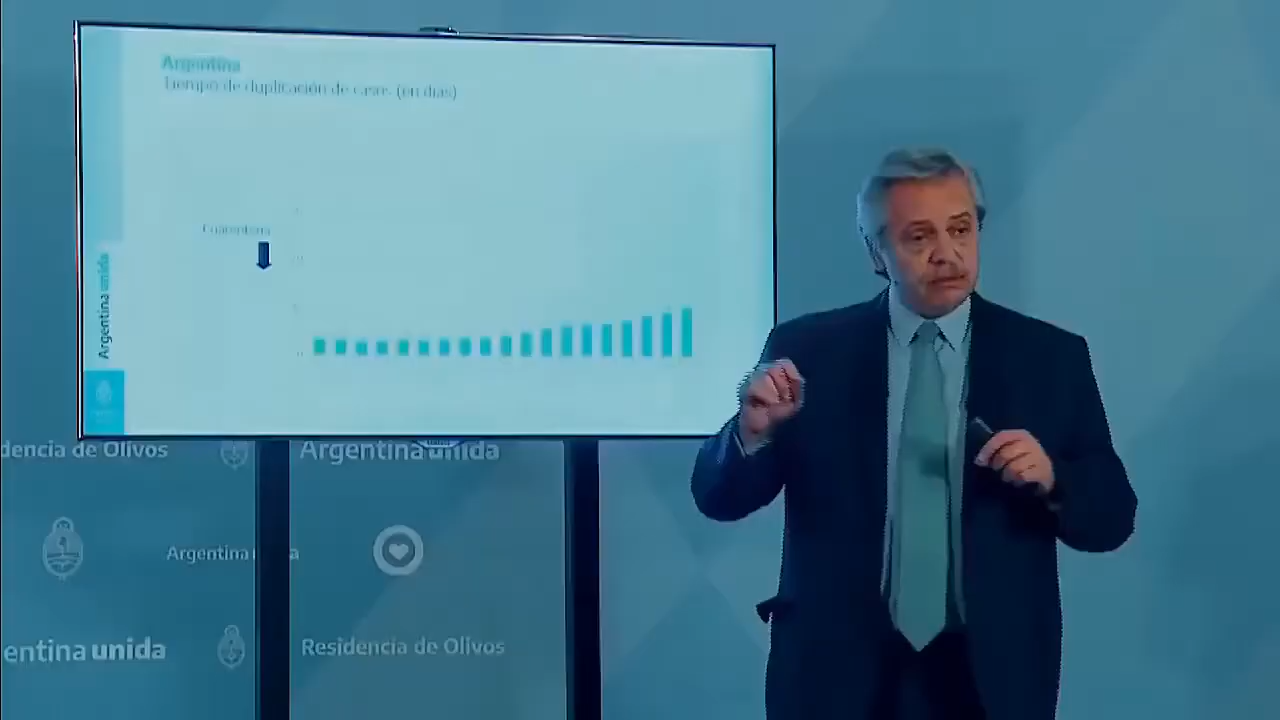 Argentina
Tiempo de duplicación de casos (en días)
Cuarentena
Argentina unida
dencia de Olivos
Argentina unida
Argentina
a
entina unida
Residencia de Olivos